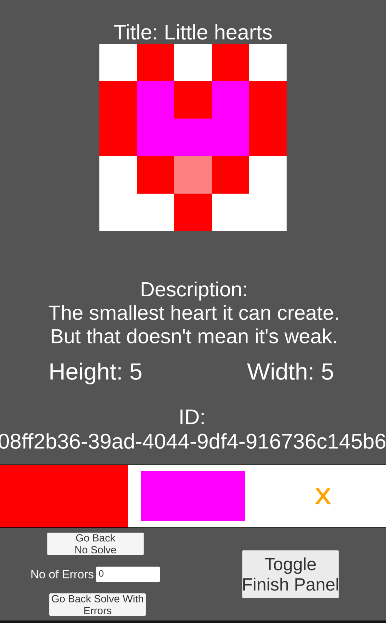 Title: Little hearts
Description:
The smallest heart it can create.
But that doesn't mean it's weak.
Height: 5 Width: 5
ID:
08ff2b36-39ad-4044-9df4-916736c145b6
x
Go Back
No Solve
No of Errors 0
Toggle
Finish Panel
Go Back Solve With
Errors